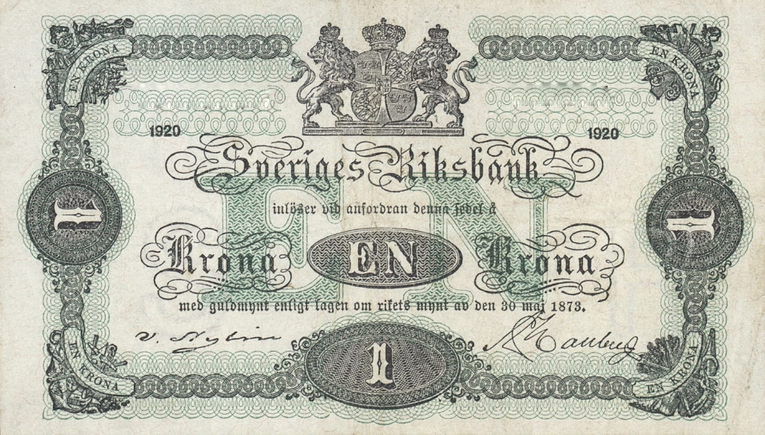 EN KRONA EN KRONA
1920 1920
Sveriges Riksbank
inlöser vid anfordran denna sedel å
1 1
Krona EN Krona
med guldmynt enligt lagen om rikets mynt av den 30 maj 1873.
1
EN KRONA EN KRONA